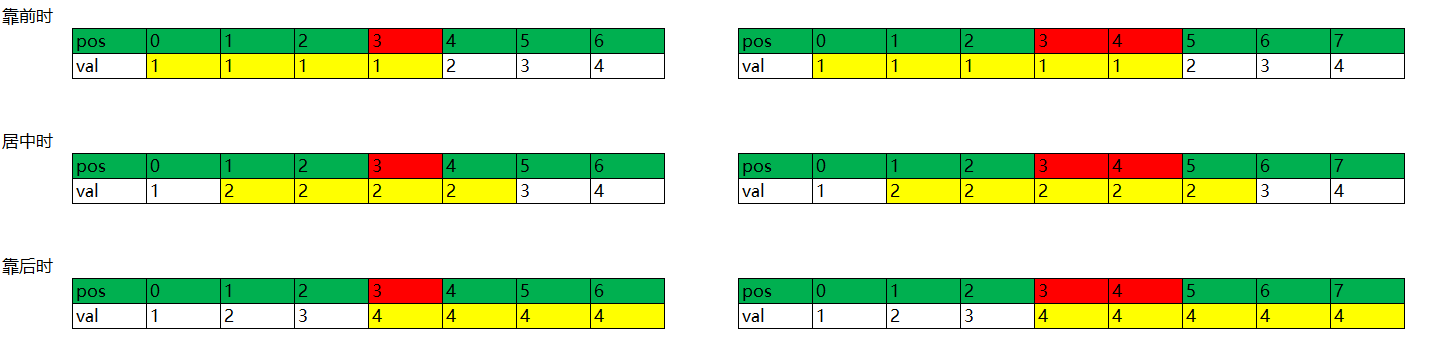 靠前时
pos 0 1 2 3 4 5 6
val 1 1 1 1 2 3 4
pos 0 1 2 3 4 5 6 7
val 1 1 1 1 1 2 3 4
居中时
pos 0 1 2 3 4 5 6
val 1 2 2 2 2 3 4
pos 0 1 2 3 4 5 6 7
val 1 2 2 2 2 2 3 4
靠后时
pos 0 1 2 3 4 5 6
val 1 2 3 4 4 4 4
pos 0 1 2 3 4 5 6 7
val 1 2 3 4 4 4 4 4